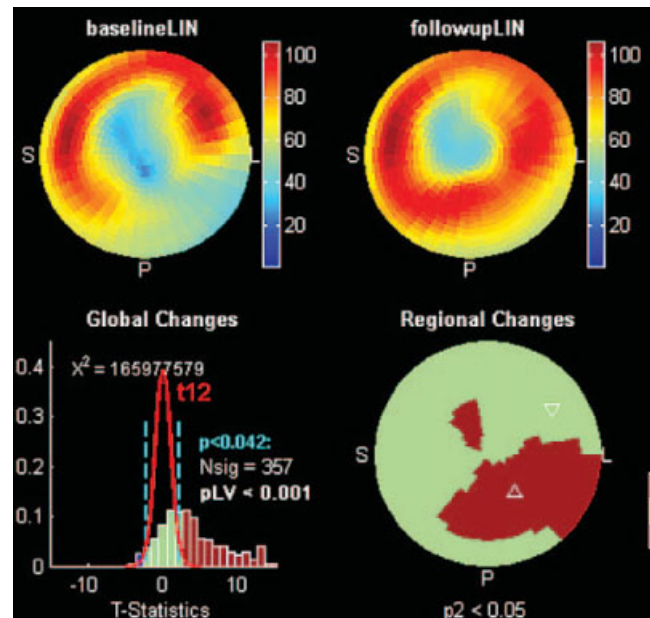 baselineLIN
followupLIN
100
80
60
40
20
S
L
P
100
80
60
40
20
S
L
P
Global Changes
Regional Changes
0.4
0.3
0.2
0.1
0
X² = 165977579
t12
p<0.042:
Nsig = 357
pLV < 0.001
-10
0
10
T-Statistics
S
L
P
p2 < 0.05